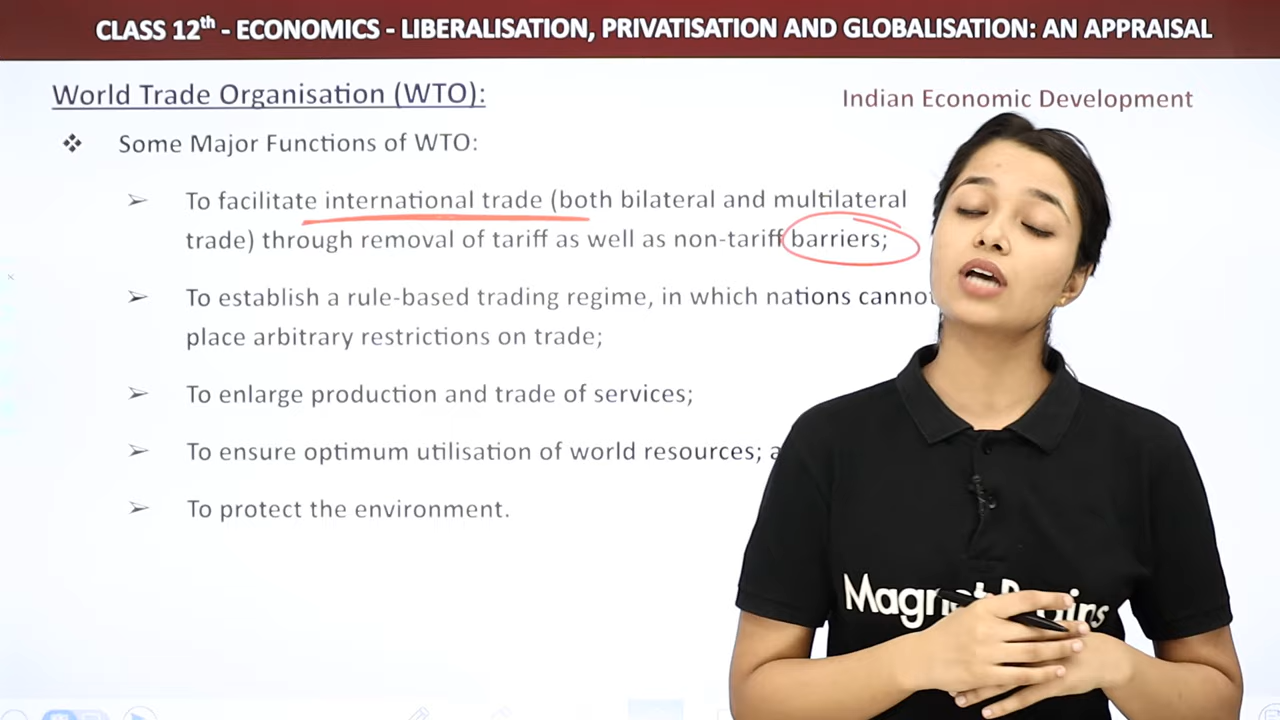 CLASS 12th - ECONOMICS - LIBERALISATION, PRIVATISATION AND GLOBALISATION: AN APPRAISAL
World Trade Organisation (WTO):
Indian Economic Development
❖ Some Major Functions of WTO:
➢ To facilitate international trade (both bilateral and multilateral
trade) through removal of tariff as well as non-tariff barriers;
➢ To establish a rule-based trading regime, in which nations cannot
place arbitrary restrictions on trade;
➢ To enlarge production and trade of services;
➢ To ensure optimum utilisation of world resources;
➢ To protect the environment.
Magnet Brains